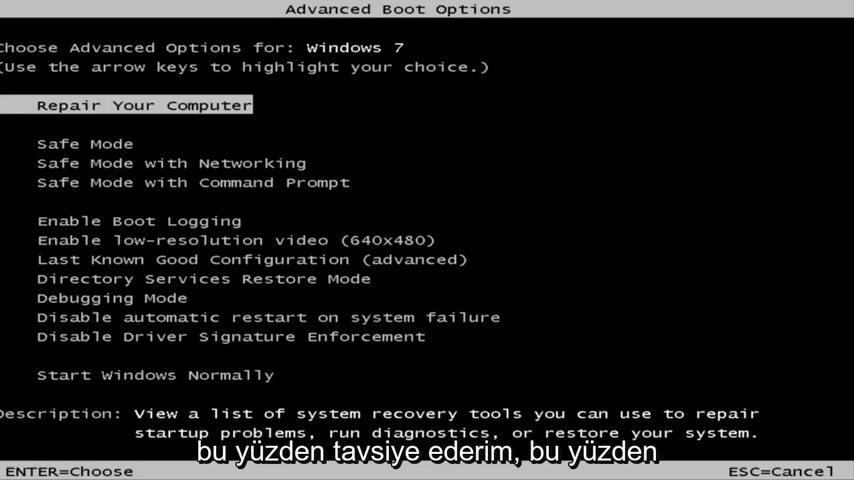 Advanced Boot Options
Choose Advanced Options for: Windows 7
(Use the arrow keys to highlight your choice.)
Repair Your Computer
Safe Mode
Safe Mode with Networking
Safe Mode with Command Prompt
Enable Boot Logging
Enable low-resolution video (640x480)
Last Known Good Configuration (advanced)
Directory Services Restore Mode
Debugging Mode
Disable automatic restart on system failure
Disable Driver Signature Enforcement
Start Windows Normally
Description: View a list of system recovery tools you can use to repair
startup problems, run diagnostics, or restore your system.
bu yüzden tavsiye ederim, bu yüzden
ENTER=Choose ESC=Cancel